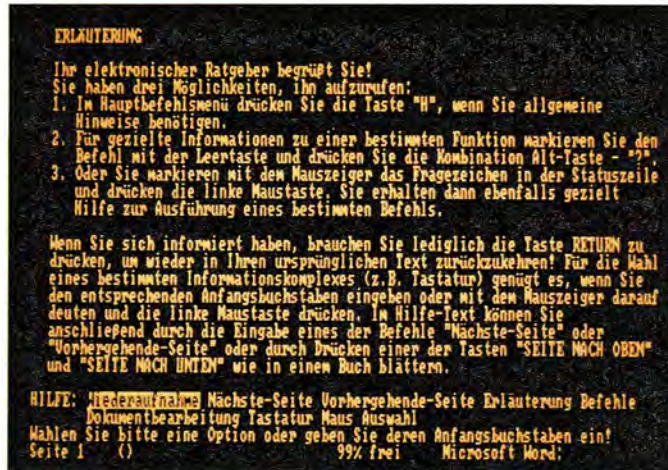 ERLÄUTERUNG
Ihr elektronischer Ratgeber begrüßt Sie!
Sie haben drei Möglichkeiten, Ihn aufzurufen:
1. Im Hauptbefehlsmenü drücken Sie die Taste "H", wenn Sie allgemeine
Hinweise benötigen.
2. Für gezielte Informationen zu einer bestimmten Funktion markieren Sie den
Befehl mit der Leertaste und drücken Sie die Kombination Alt-Taste - "?".
3. Oder Sie markieren mit dem Mauszeiger das Fragezeichen in der Statuszeile
und drücken die linke Maustaste. Sie erhalten dann ebenfalls gezielt
Hilfe zur Ausführung eines bestimmten Befehls.
Wenn Sie sich informiert haben, brauchen Sie lediglich die Taste RETURN zu
drücken, um wieder in Ihren ursprünglichen Text zurückzukehren! Für die Wahl
eines bestimmten Informationskomplexes (z.B. Tastatur) genügt es, wenn Sie
den entsprechenden Anfangsbuchstaben eingeben oder mit dem Mauszeiger darauf
deuten und die linke Maustaste drücken. Im Hilfe-Text können Sie
anschließend durch die Eingabe eines der Befehle "Nächste-Seite" oder
"Vorhergehende-Seite" oder durch Drücken einer der Tasten "SEITE NACH OBEN"
und "SEITE NACH UNTEN" wie in einem Buch blättern.
HILFE: Wiederaufnahme Nächste-Seite Vorhergehende-Seite Erläuterung Befehle
Dokumentbearbeitung Tastatur Maus Auswahl
Wählen Sie bitte eine Option oder geben Sie deren Anfangsbuchstaben ein!
Seite 1 {} 99% frei Microsoft Word: